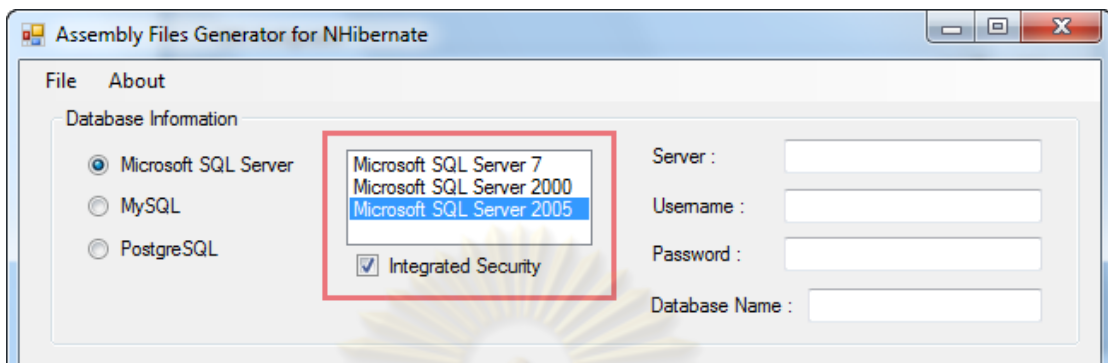 Assembly Files Generator for NHibernate
File About
Database Information
Microsoft SQL Server
MySQL
PostgreSQL
Microsoft SQL Server 7
Microsoft SQL Server 2000
Microsoft SQL Server 2005
Integrated Security
Server :
Username :
Password :
Database Name :